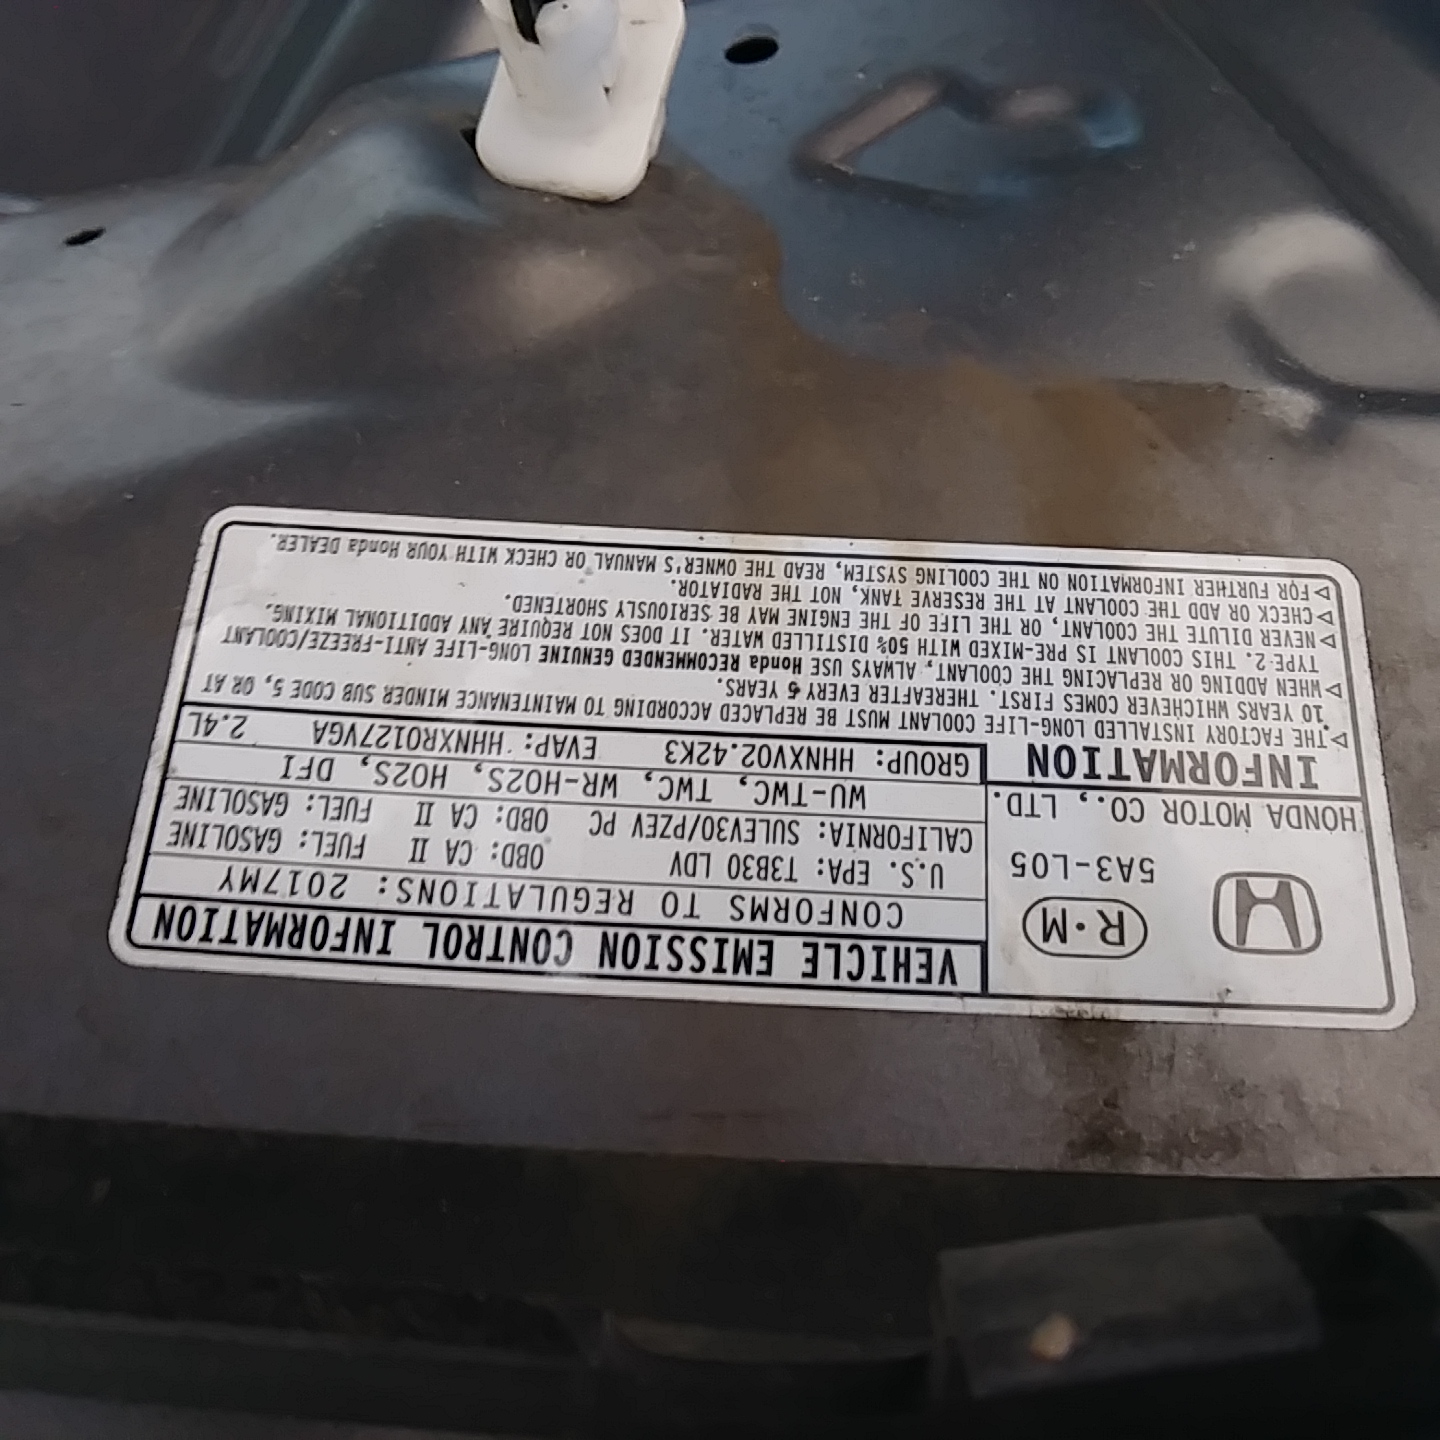 VEHICLE EMISSION CONTROL INFORMATION
CONFORMS TO REGULATIONS: 2017MY
U.S. EPA: T3B30 LDV OBD: CA II FUEL: GASOLINE
CALIFORNIA: SULEV30/PZEV PC OBD: CA II FUEL: GASOLINE
WU-TWC, TWC, WR-HO2S, HO2S, DFI
GROUP: HHNXV02.42K3 EVAP: HHNXR0127VGA 2.4L
R·M
5A3-L05
HONDA MOTOR CO., LTD.
INFORMATION
▷THE FACTORY INSTALLED LONG-LIFE COOLANT MUST BE REPLACED ACCORDING TO MAINTENANCE MINDER SUB CODE 5, OR AT
10 YEARS WHICHEVER COMES FIRST. THEREAFTER EVERY 5 YEARS.
▷WHEN ADDING OR REPLACING THE COOLANT, ALWAYS USE Honda RECOMMENDED GENUINE LONG-LIFE ANTI-FREEZE/COOLANT
TYPE 2. THIS COOLANT IS PRE-MIXED WITH 50% DISTILLED WATER. IT DOES NOT REQUIRE ANY ADDITIONAL MIXING.
▷NEVER DILUTE THE COOLANT, OR THE LIFE OF THE ENGINE MAY BE SERIOUSLY SHORTENED.
▷CHECK OR ADD THE COOLANT AT THE RESERVE TANK, NOT THE RADIATOR.
▷FOR FURTHER INFORMATION ON THE COOLING SYSTEM, READ THE OWNER'S MANUAL OR CHECK WITH YOUR Honda DEALER.